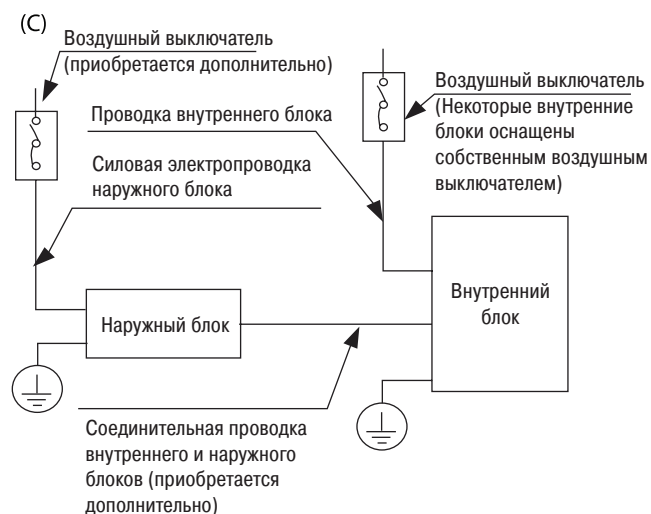 (C)
Воздушный выключатель
(приобретается дополнительно)
Воздушный выключатель
(Некоторые внутренние
блоки оснащены
собственным воздушным
выключателем)
Проводка внутреннего блока
Силовая электропроводка
наружного блока
Наружный блок
Внутренний
блок
Соединительная проводка
внутреннего и наружного
блоков (приобретается
дополнительно)